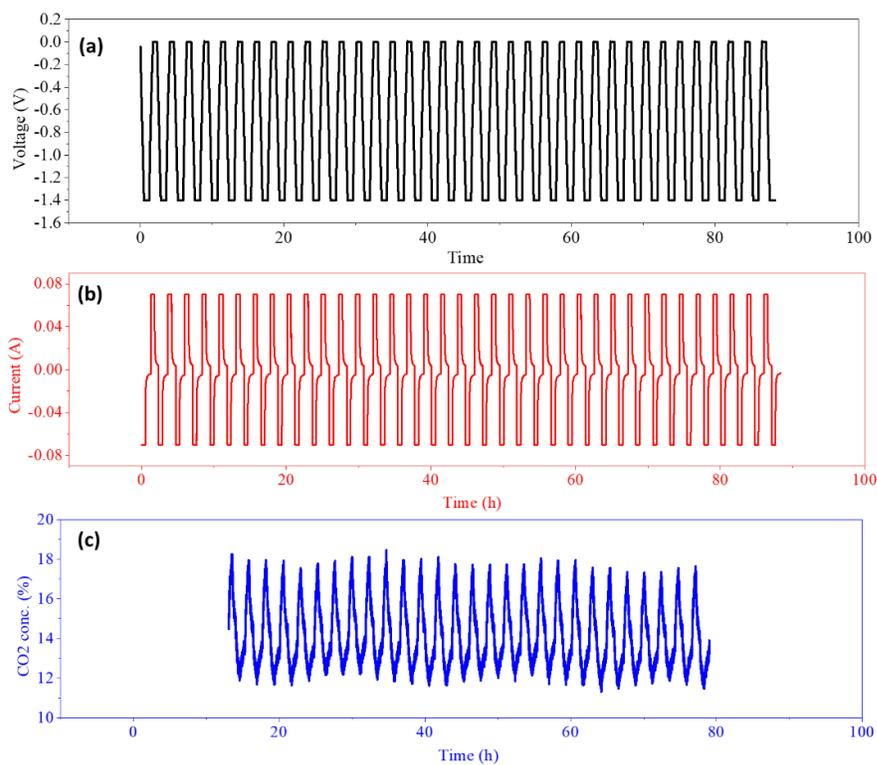 (a)
Voltage (V)
0.2
0.0
-0.2
-0.4
-0.6
-0.8
-1.0
-1.2
-1.4
-1.6
0 20 40 60 80 100
Time
(b)
Current (A)
0.08
0.04
0.00
-0.04
-0.08
0 20 40 60 80 100
Time (h)
(c)
CO2 conc. (%)
20
18
16
14
12
10
0 20 40 60 80 100
Time (h)